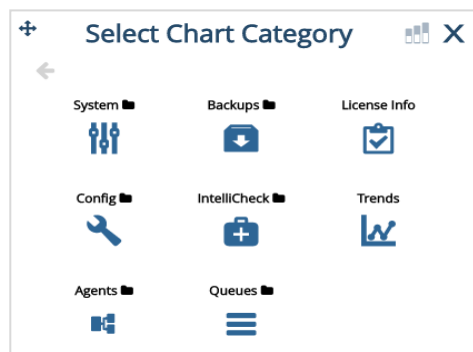 Select Chart Category
System Backups License Info
Config IntelliCheck Trends
Agents Queues